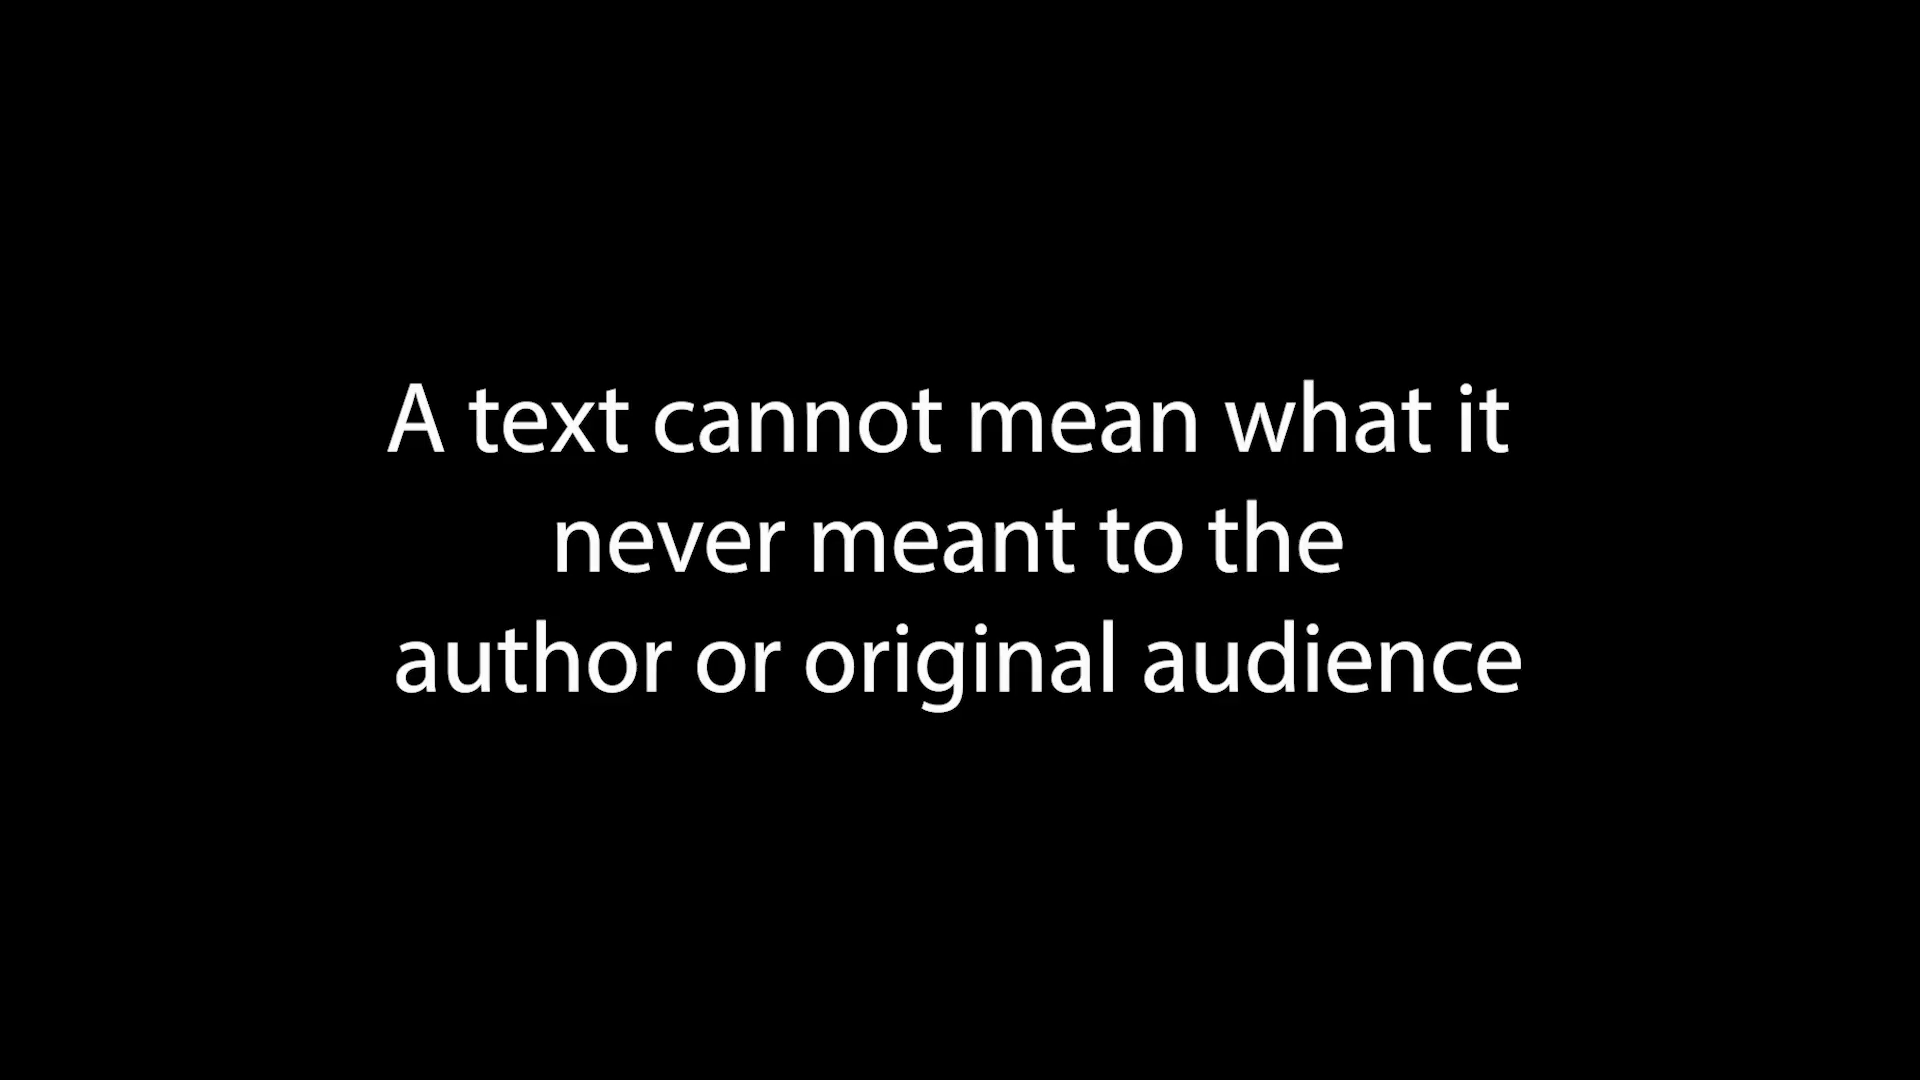 A text cannot mean what it
never meant to the
author or original audience